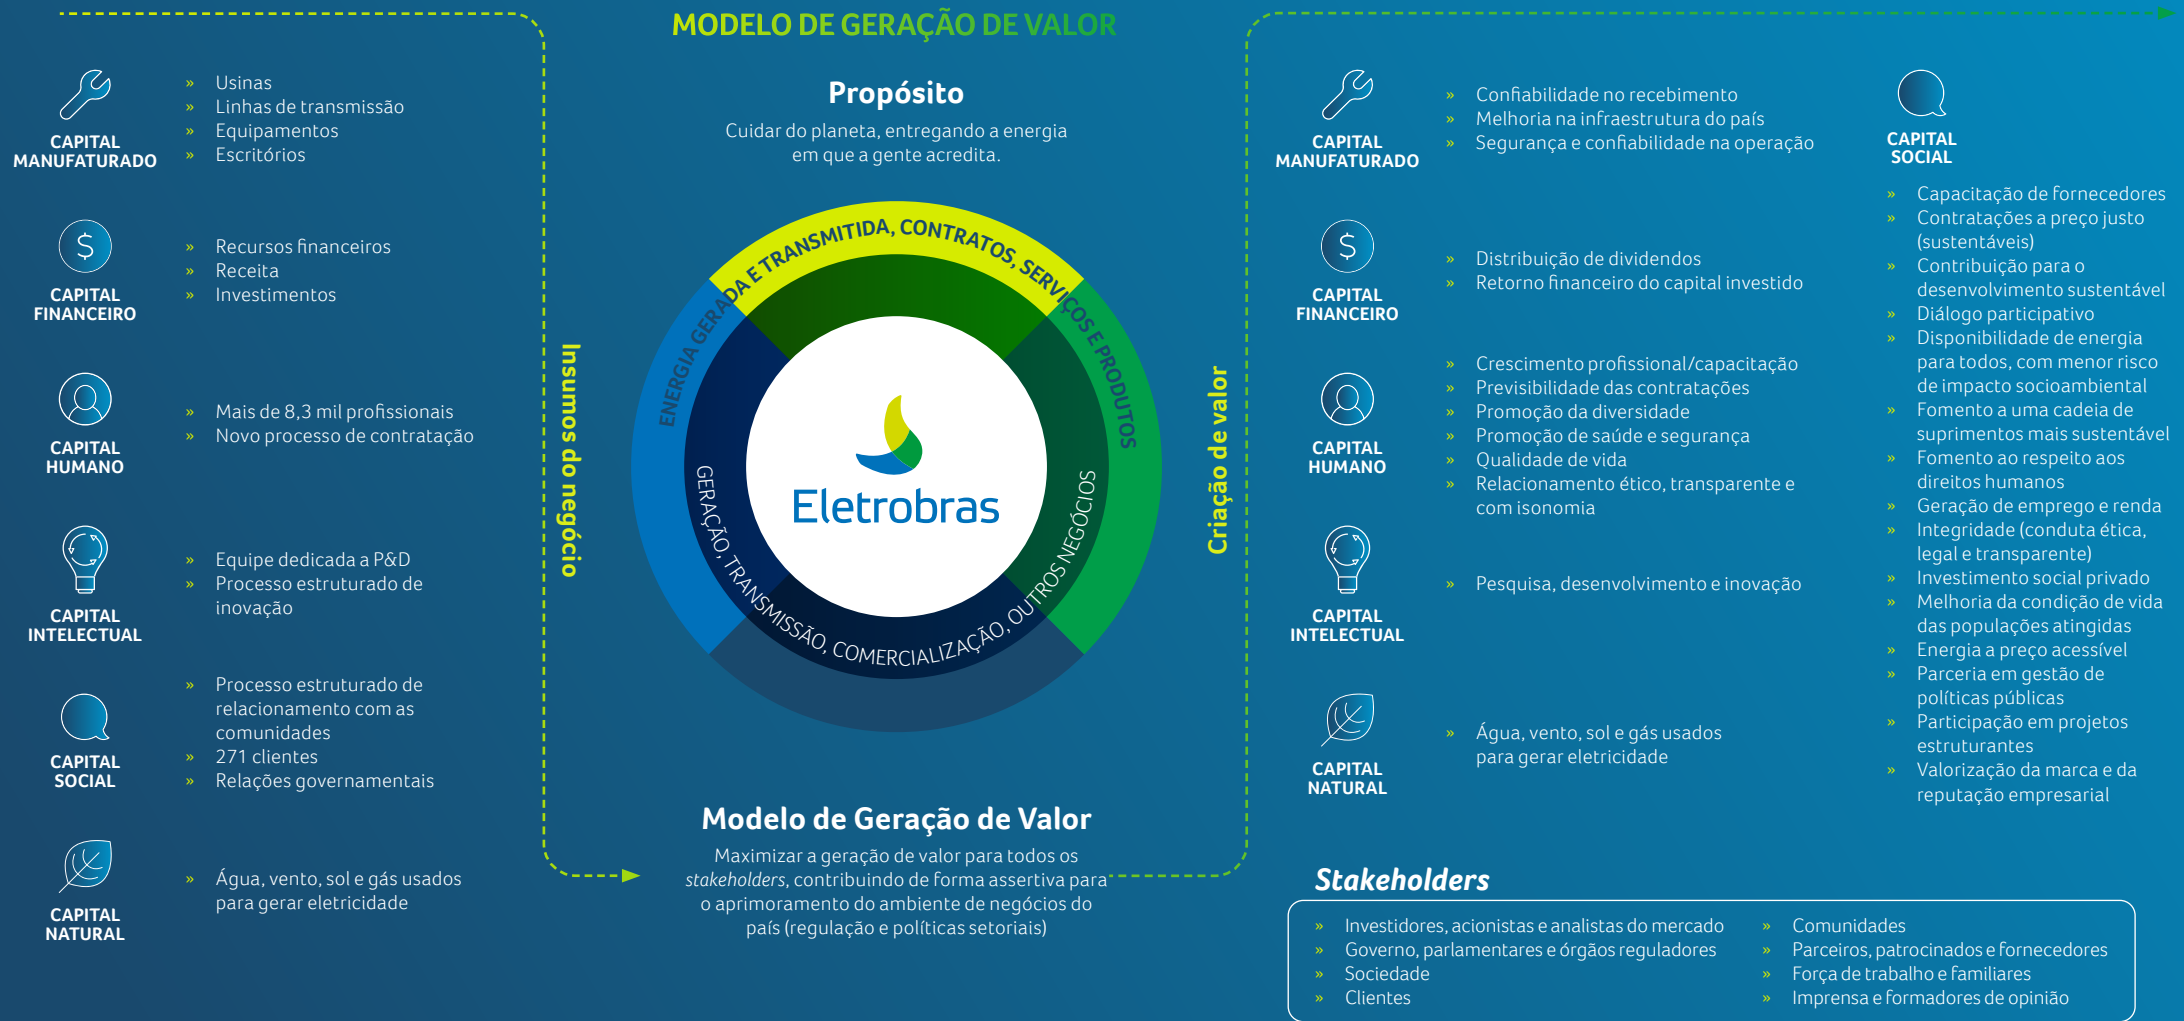 MODELO DE GERAÇÃO DE VALOR
CAPITAL
MANUFATURADO
» Usinas
» Linhas de transmissão
» Equipamentos
» Escritórios
CAPITAL
FINANCEIRO
» Recursos financeiros
» Receita
» Investimentos
CAPITAL
HUMANO
» Mais de 8,3 mil profissionais
» Novo processo de contratação
CAPITAL
INTELECTUAL
» Equipe dedicada a P&D
» Processo estruturado de
inovação
CAPITAL
SOCIAL
» Processo estruturado de
relacionamento com as
comunidades
» 271 clientes
» Relações governamentais
CAPITAL
NATURAL
» Água, vento, sol e gás usados
para gerar eletricidade
Insumos do negócio
Propósito
Cuidar do planeta, entregando a energia
em que a gente acredita.
ENERGIA GERADA E TRANSMITIDA, CONTRATOS, SERVIÇOS E PRODUTOS
Eletrobras
GERAÇÃO, TRANSMISSÃO, COMERCIALIZAÇÃO, OUTROS NEGÓCIOS
Modelo de Geração de Valor
Maximizar a geração de valor para todos os
stakeholders, contribuindo de forma assertiva para
o aprimoramento do ambiente de negócios do
país (regulação e políticas setoriais)
Criação de valor
CAPITAL
MANUFATURADO
» Confiabilidade no recebimento
» Melhoria na infraestrutura do país
» Segurança e confiabilidade na operação
CAPITAL
FINANCEIRO
» Distribuição de dividendos
» Retorno financeiro do capital investido
CAPITAL
HUMANO
» Crescimento profissional/capacitação
» Previsibilidade das contratações
» Promoção da diversidade
» Promoção de saúde e segurança
» Qualidade de vida
» Relacionamento ético, transparente e
com isonomia
CAPITAL
INTELECTUAL
» Pesquisa, desenvolvimento e inovação
CAPITAL
NATURAL
» Água, vento, sol e gás usados
para gerar eletricidade
CAPITAL
SOCIAL
» Capacitação de fornecedores
» Contratações a preço justo
(sustentáveis)
» Contribuição para o
desenvolvimento sustentável
» Diálogo participativo
» Disponibilidade de energia
para todos, com menor risco
de impacto socioambiental
» Fomento a uma cadeia de
suprimentos mais sustentável
» Fomento ao respeito aos
direitos humanos
» Geração de emprego e renda
» Integridade (conduta ética,
legal e transparente)
» Investimento social privado
» Melhoria da condição de vida
das populações atingidas
» Energia a preço acessível
» Parceria em gestão de
políticas públicas
» Participação em projetos
estruturantes
» Valorização da marca e da
reputação empresarial
Stakeholders
» Investidores, acionistas e analistas do mercado
» Governo, parlamentares e órgãos reguladores
» Sociedade
» Clientes
» Comunidades
» Parceiros, patrocinados e fornecedores
» Força de trabalho e familiares
» Imprensa e formadores de opinião